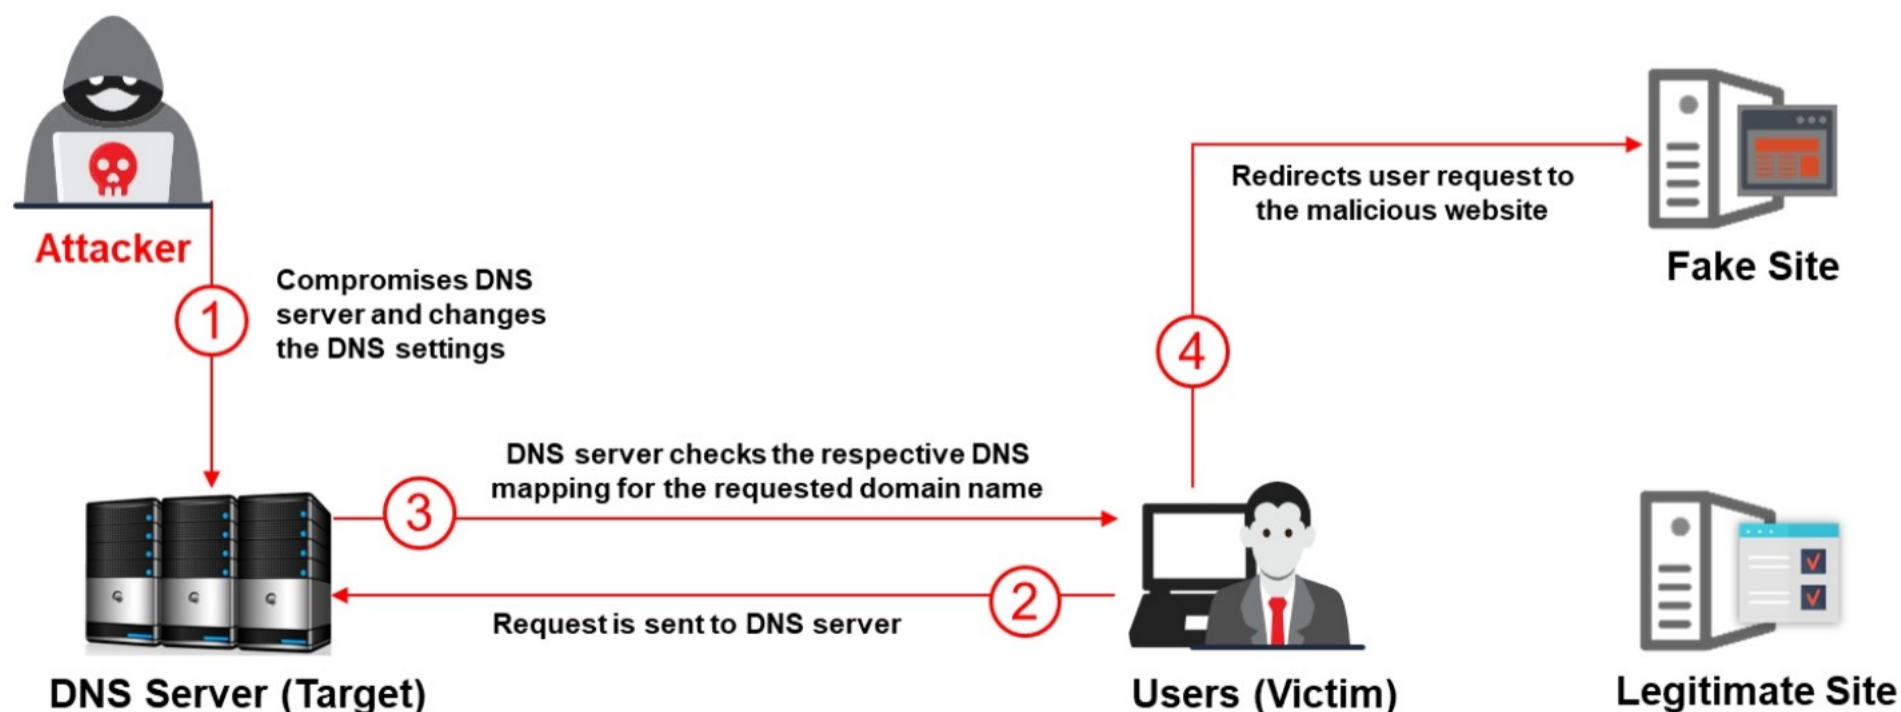 Attacker
1
Compromises DNS
server and changes
the DNS settings
Redirects user request to
the malicious website
Fake Site
4
DNS server checks the respective DNS
mapping for the requested domain name
3
2
Request is sent to DNS server
DNS Server (Target)
Users (Victim)
Legitimate Site